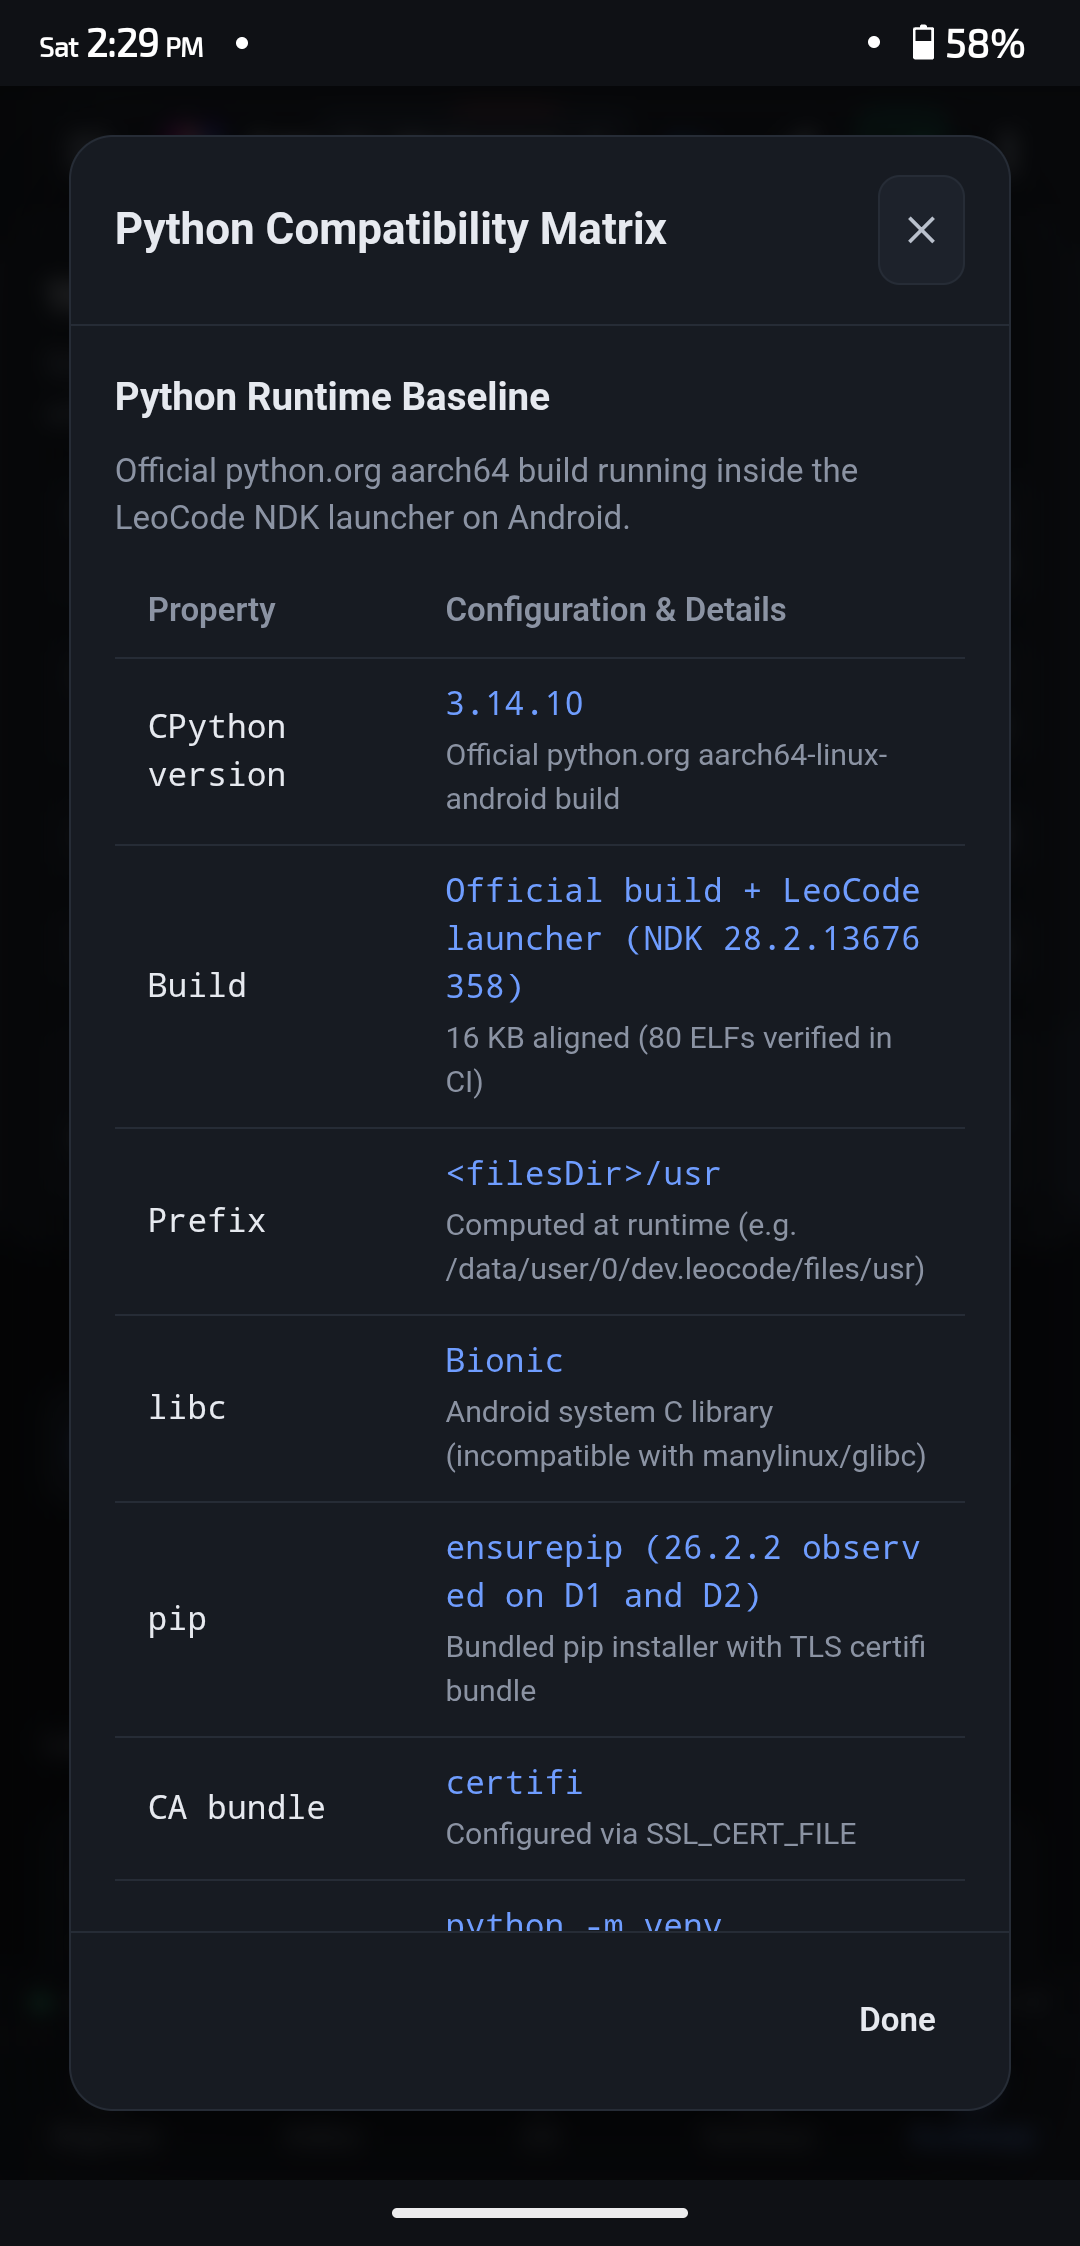 Sat 2:29 PM
58%
Python Compatibility Matrix
Python Runtime Baseline
Official python.org aarch64 build running inside the
LeoCode NDK launcher on Android.
Property
Configuration & Details
CPython
version
3.14.10
Official python.org aarch64-linux-
android build
Build
Official build + LeoCode
launcher (NDK 28.2.13676
358)
16 KB aligned (80 ELFs verified in
CI)
Prefix
<filesDir>/usr
Computed at runtime (e.g.
/data/user/0/dev.leocode/files/usr)
libc
Bionic
Android system C library
(incompatible with manylinux/glibc)
pip
ensurepip (26.2.2 observ
ed on D1 and D2)
Bundled pip installer with TLS certifi
bundle
CA bundle
certifi
Configured via SSL_CERT_FILE
python -m venv
Done